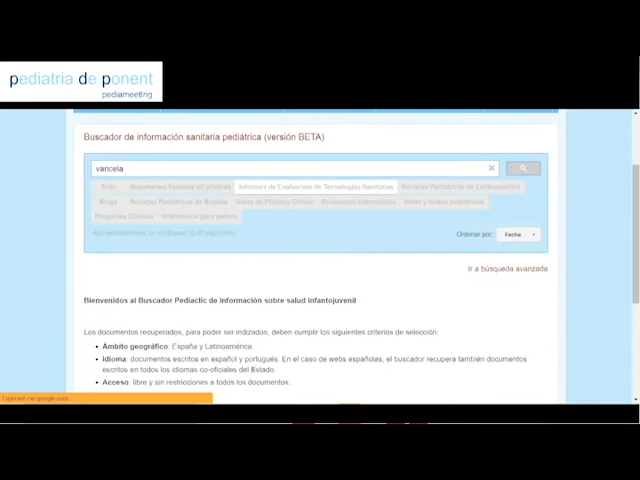 pediatria de ponent
pediameeting
Buscador de información sanitaria pediátrica (versión BETA)
varicela
Todo Resúmenes basados en pruebas Informes de Evaluación de Tecnologías Sanitarias Revistas Pediátricas de Latinoamérica
Blogs Revistas Pediátricas de España Guías de Práctica Clínica Revisiones sistemáticas Webs y textos pediátricos
Preguntas Clínicas Información para padres
Ordenar por: Fecha
Ir a búsqueda avanzada
Bienvenidos al Buscador Pediaclic de información sobre salud infantojuvenil
Los documentos recuperados, para poder ser indizados, deben cumplir los siguientes criterios de selección:
• Ámbito geográfico: España y Latinoamérica.
• Idioma: documentos escritos en español y portugués. En el caso de webs españolas, el buscador recupera también documentos
escritos en todos los idiomas co-oficiales del Estado.
• Acceso: libre y sin restricciones a todos los documentos.